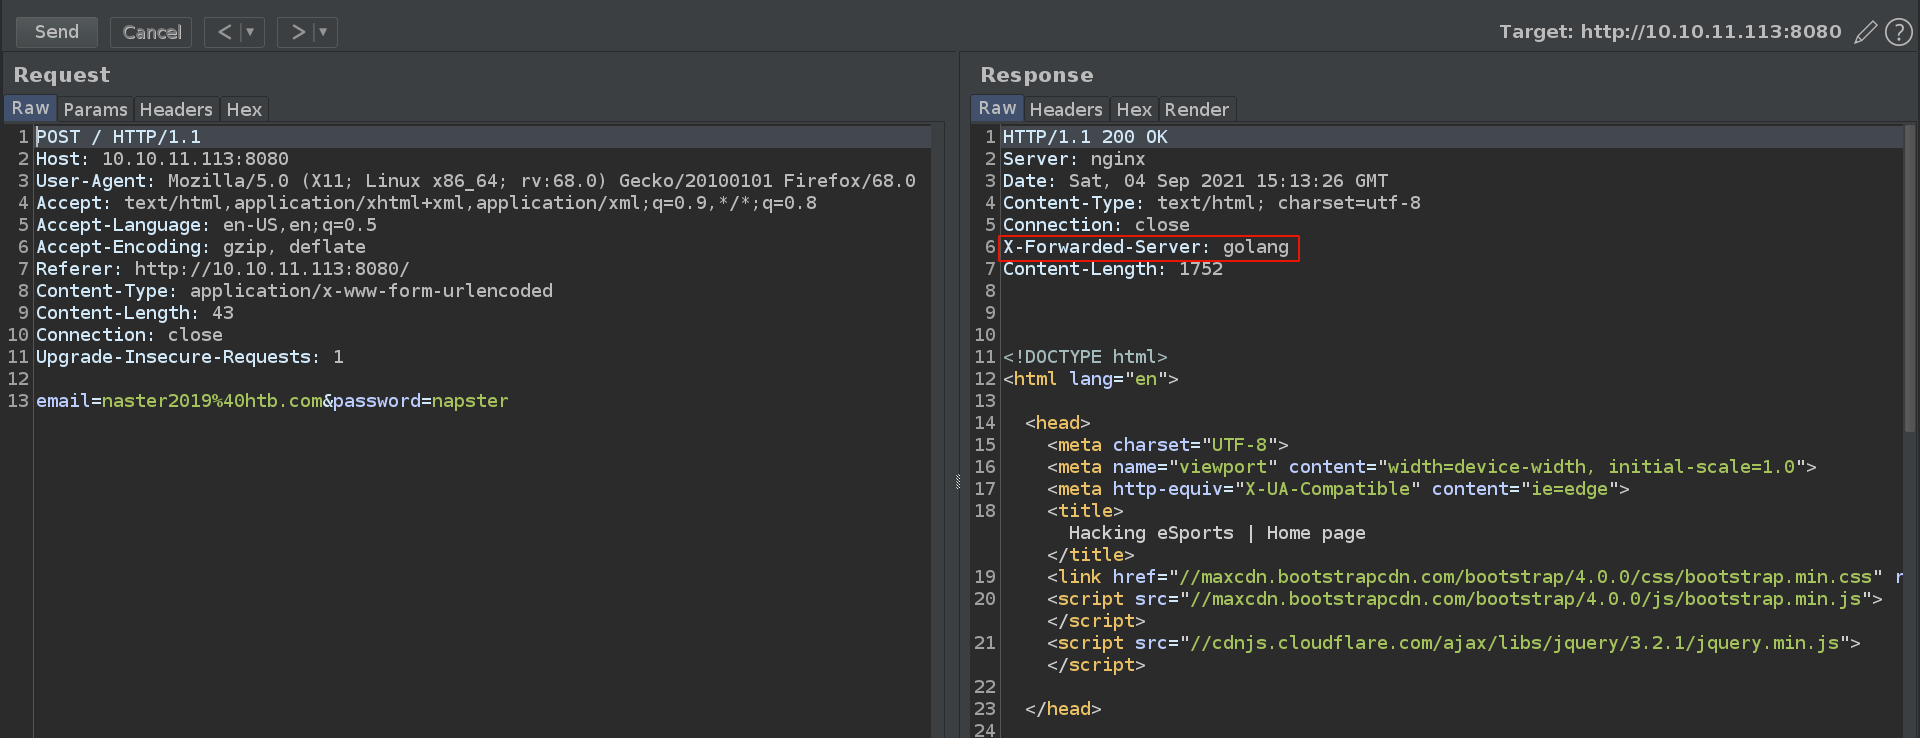 Send Cancel < ▼ > ▼ Target: http://10.10.11.113:8080 ?
Request
Raw Params Headers Hex
1 POST / HTTP/1.1
2 Host: 10.10.11.113:8080
3 User-Agent: Mozilla/5.0 (X11; Linux x86_64; rv:68.0) Gecko/20100101 Firefox/68.0
4 Accept: text/html,application/xhtml+xml,application/xml;q=0.9,*/*;q=0.8
5 Accept-Language: en-US,en;q=0.5
6 Accept-Encoding: gzip, deflate
7 Referer: http://10.10.11.113:8080/
8 Content-Type: application/x-www-form-urlencoded
9 Content-Length: 43
10 Connection: close
11 Upgrade-Insecure-Requests: 1
12
13 email=naster2019%40htb.com&password=napster
Response
Raw Headers Hex Render
1 HTTP/1.1 200 OK
2 Server: nginx
3 Date: Sat, 04 Sep 2021 15:13:26 GMT
4 Content-Type: text/html; charset=utf-8
5 Connection: close
6 X-Forwarded-Server: golang
7 Content-Length: 1752
8
9
10
11 <!DOCTYPE html>
12 <html lang="en">
13
14 <head>
15 <meta charset="UTF-8">
16 <meta name="viewport" content="width=device-width, initial-scale=1.0">
17 <meta http-equiv="X-UA-Compatible" content="ie=edge">
18 <title>
Hacking eSports | Home page
</title>
19 <link href="//maxcdn.bootstrapcdn.com/bootstrap/4.0.0/css/bootstrap.min.css" r
20 <script src="//maxcdn.bootstrapcdn.com/bootstrap/4.0.0/js/bootstrap.min.js">
</script>
21 <script src="//cdnjs.cloudflare.com/ajax/libs/jquery/3.2.1/jquery.min.js">
</script>
22
23 </head>
24